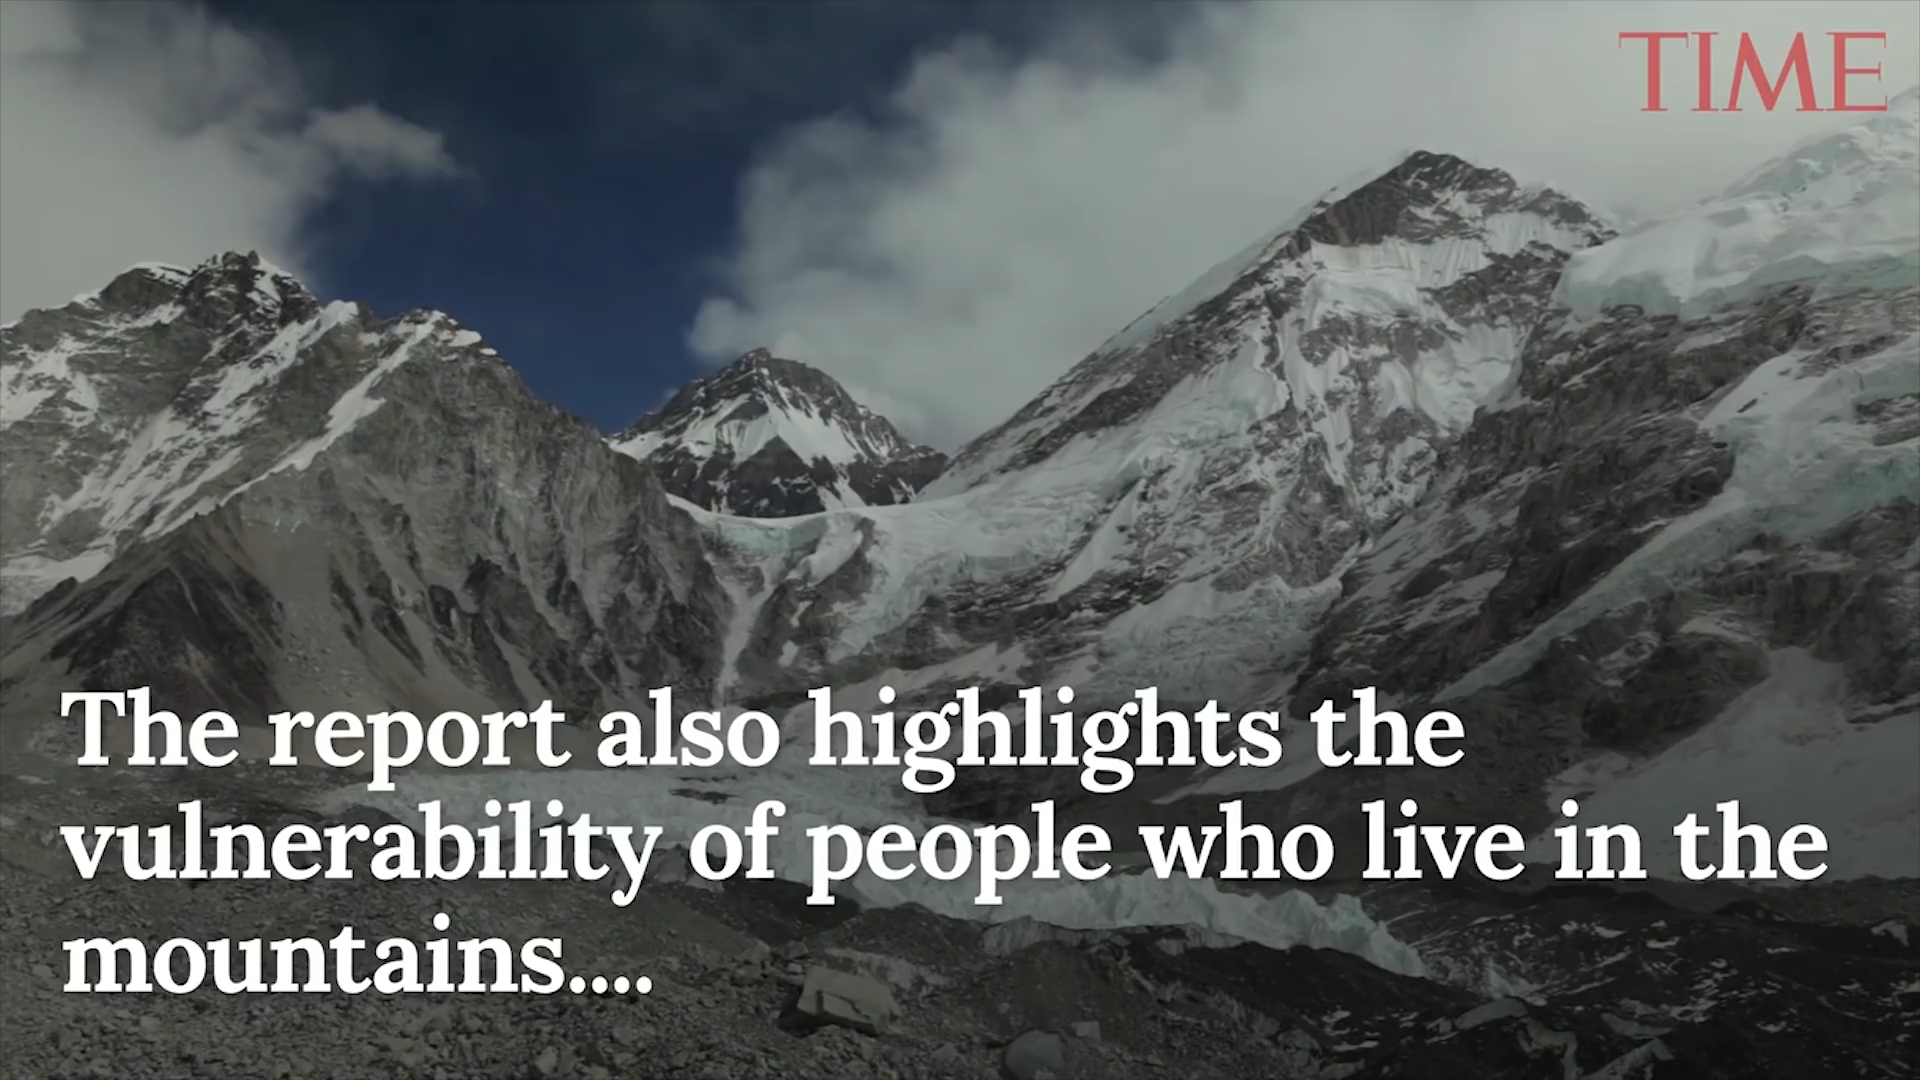 TIME
The report also highlights the
vulnerability of people who live in the
mountains....